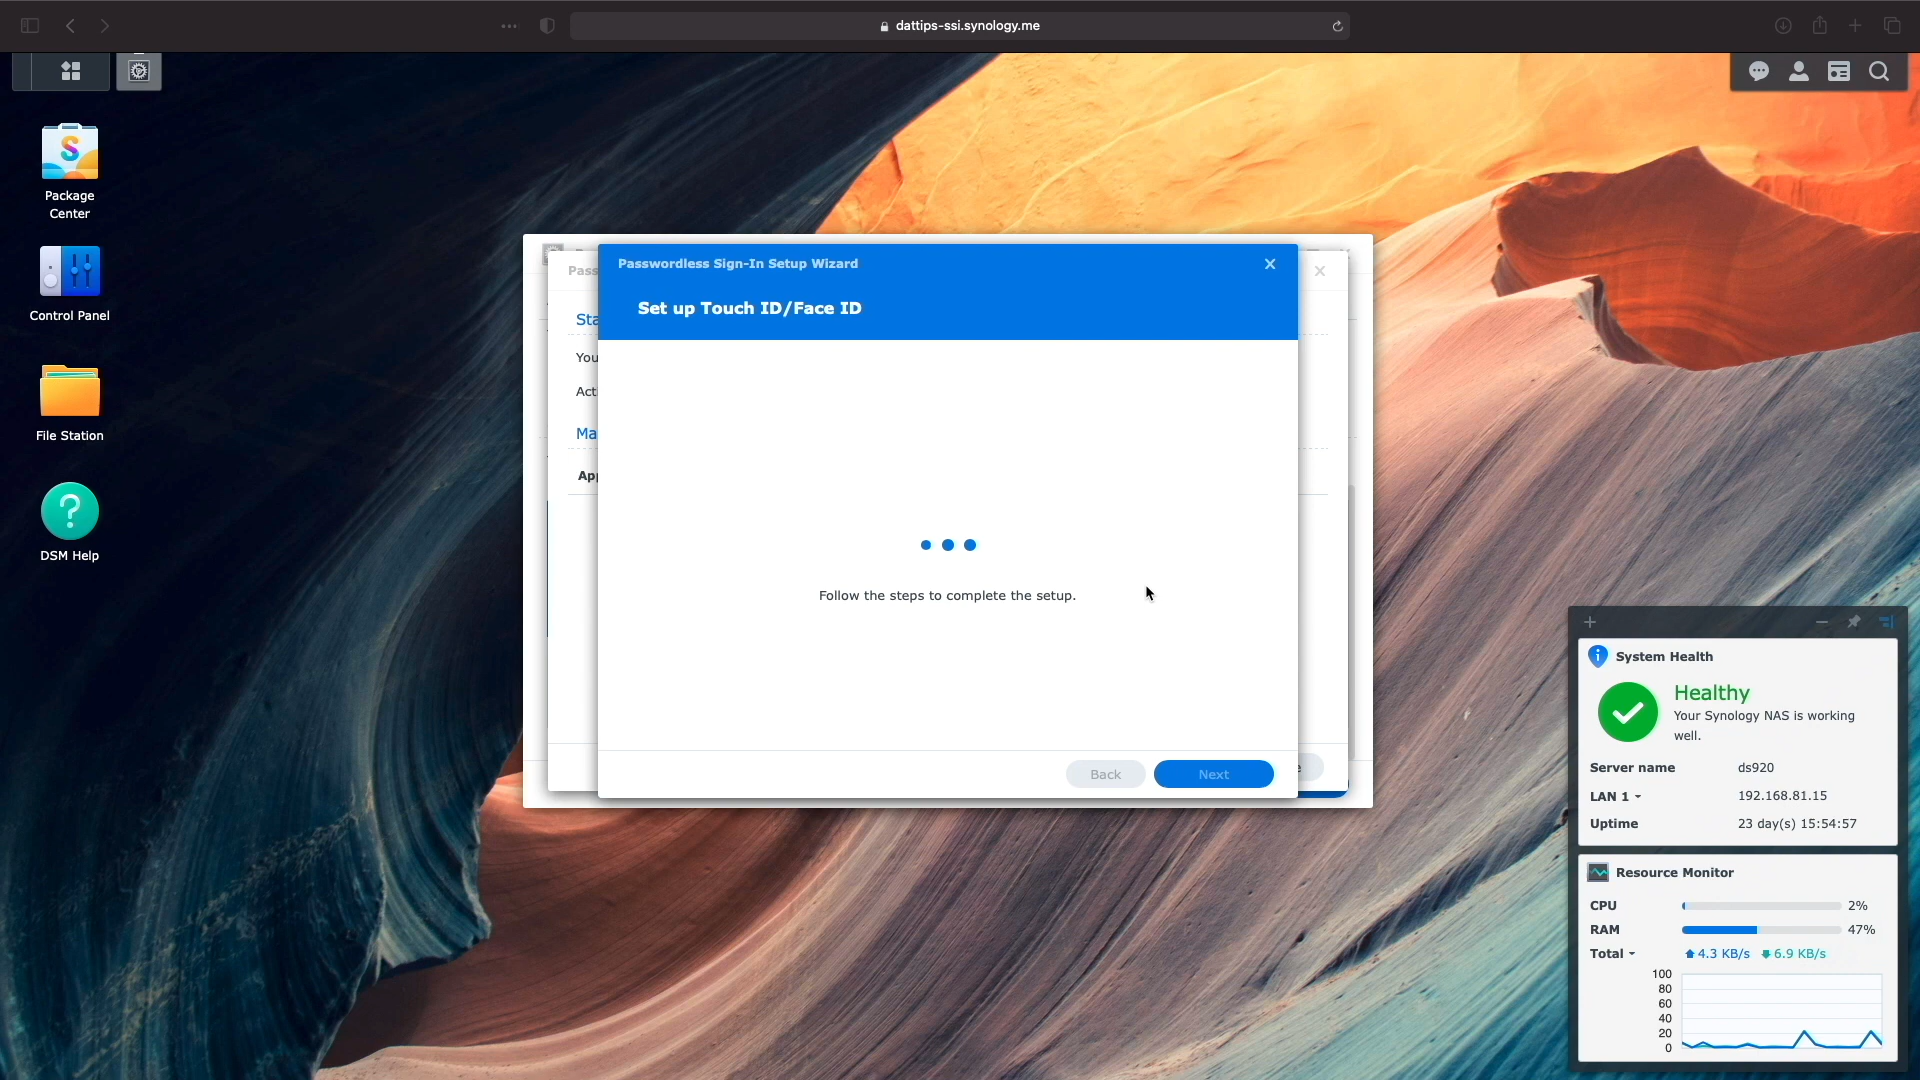 dattips-ssi.synology.me
Package
Center
Control Panel
File Station
DSM Help
Passwordless Sign-In Setup Wizard
Set up Touch ID/Face ID
Pass
Sta
You
Act
Ma
App
Follow the steps to complete the setup.
Back
Next
e
System Health
Healthy
Your Synology NAS is working
well.
Server name ds920
LAN 1 192.168.81.15
Uptime 23 day(s) 15:54:57
Resource Monitor
CPU 2%
RAM 47%
Total 4.3 KB/s 6.9 KB/s
100
80
60
40
20
0